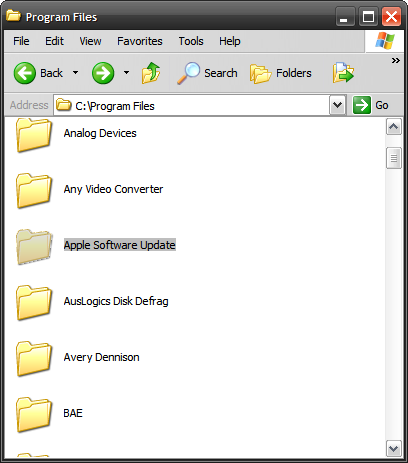 Program Files
File Edit View Favorites Tools Help
Back Search Folders
Address C:\Program Files Go
Analog Devices
Any Video Converter
Apple Software Update
AusLogics Disk Defrag
Avery Dennison
BAE